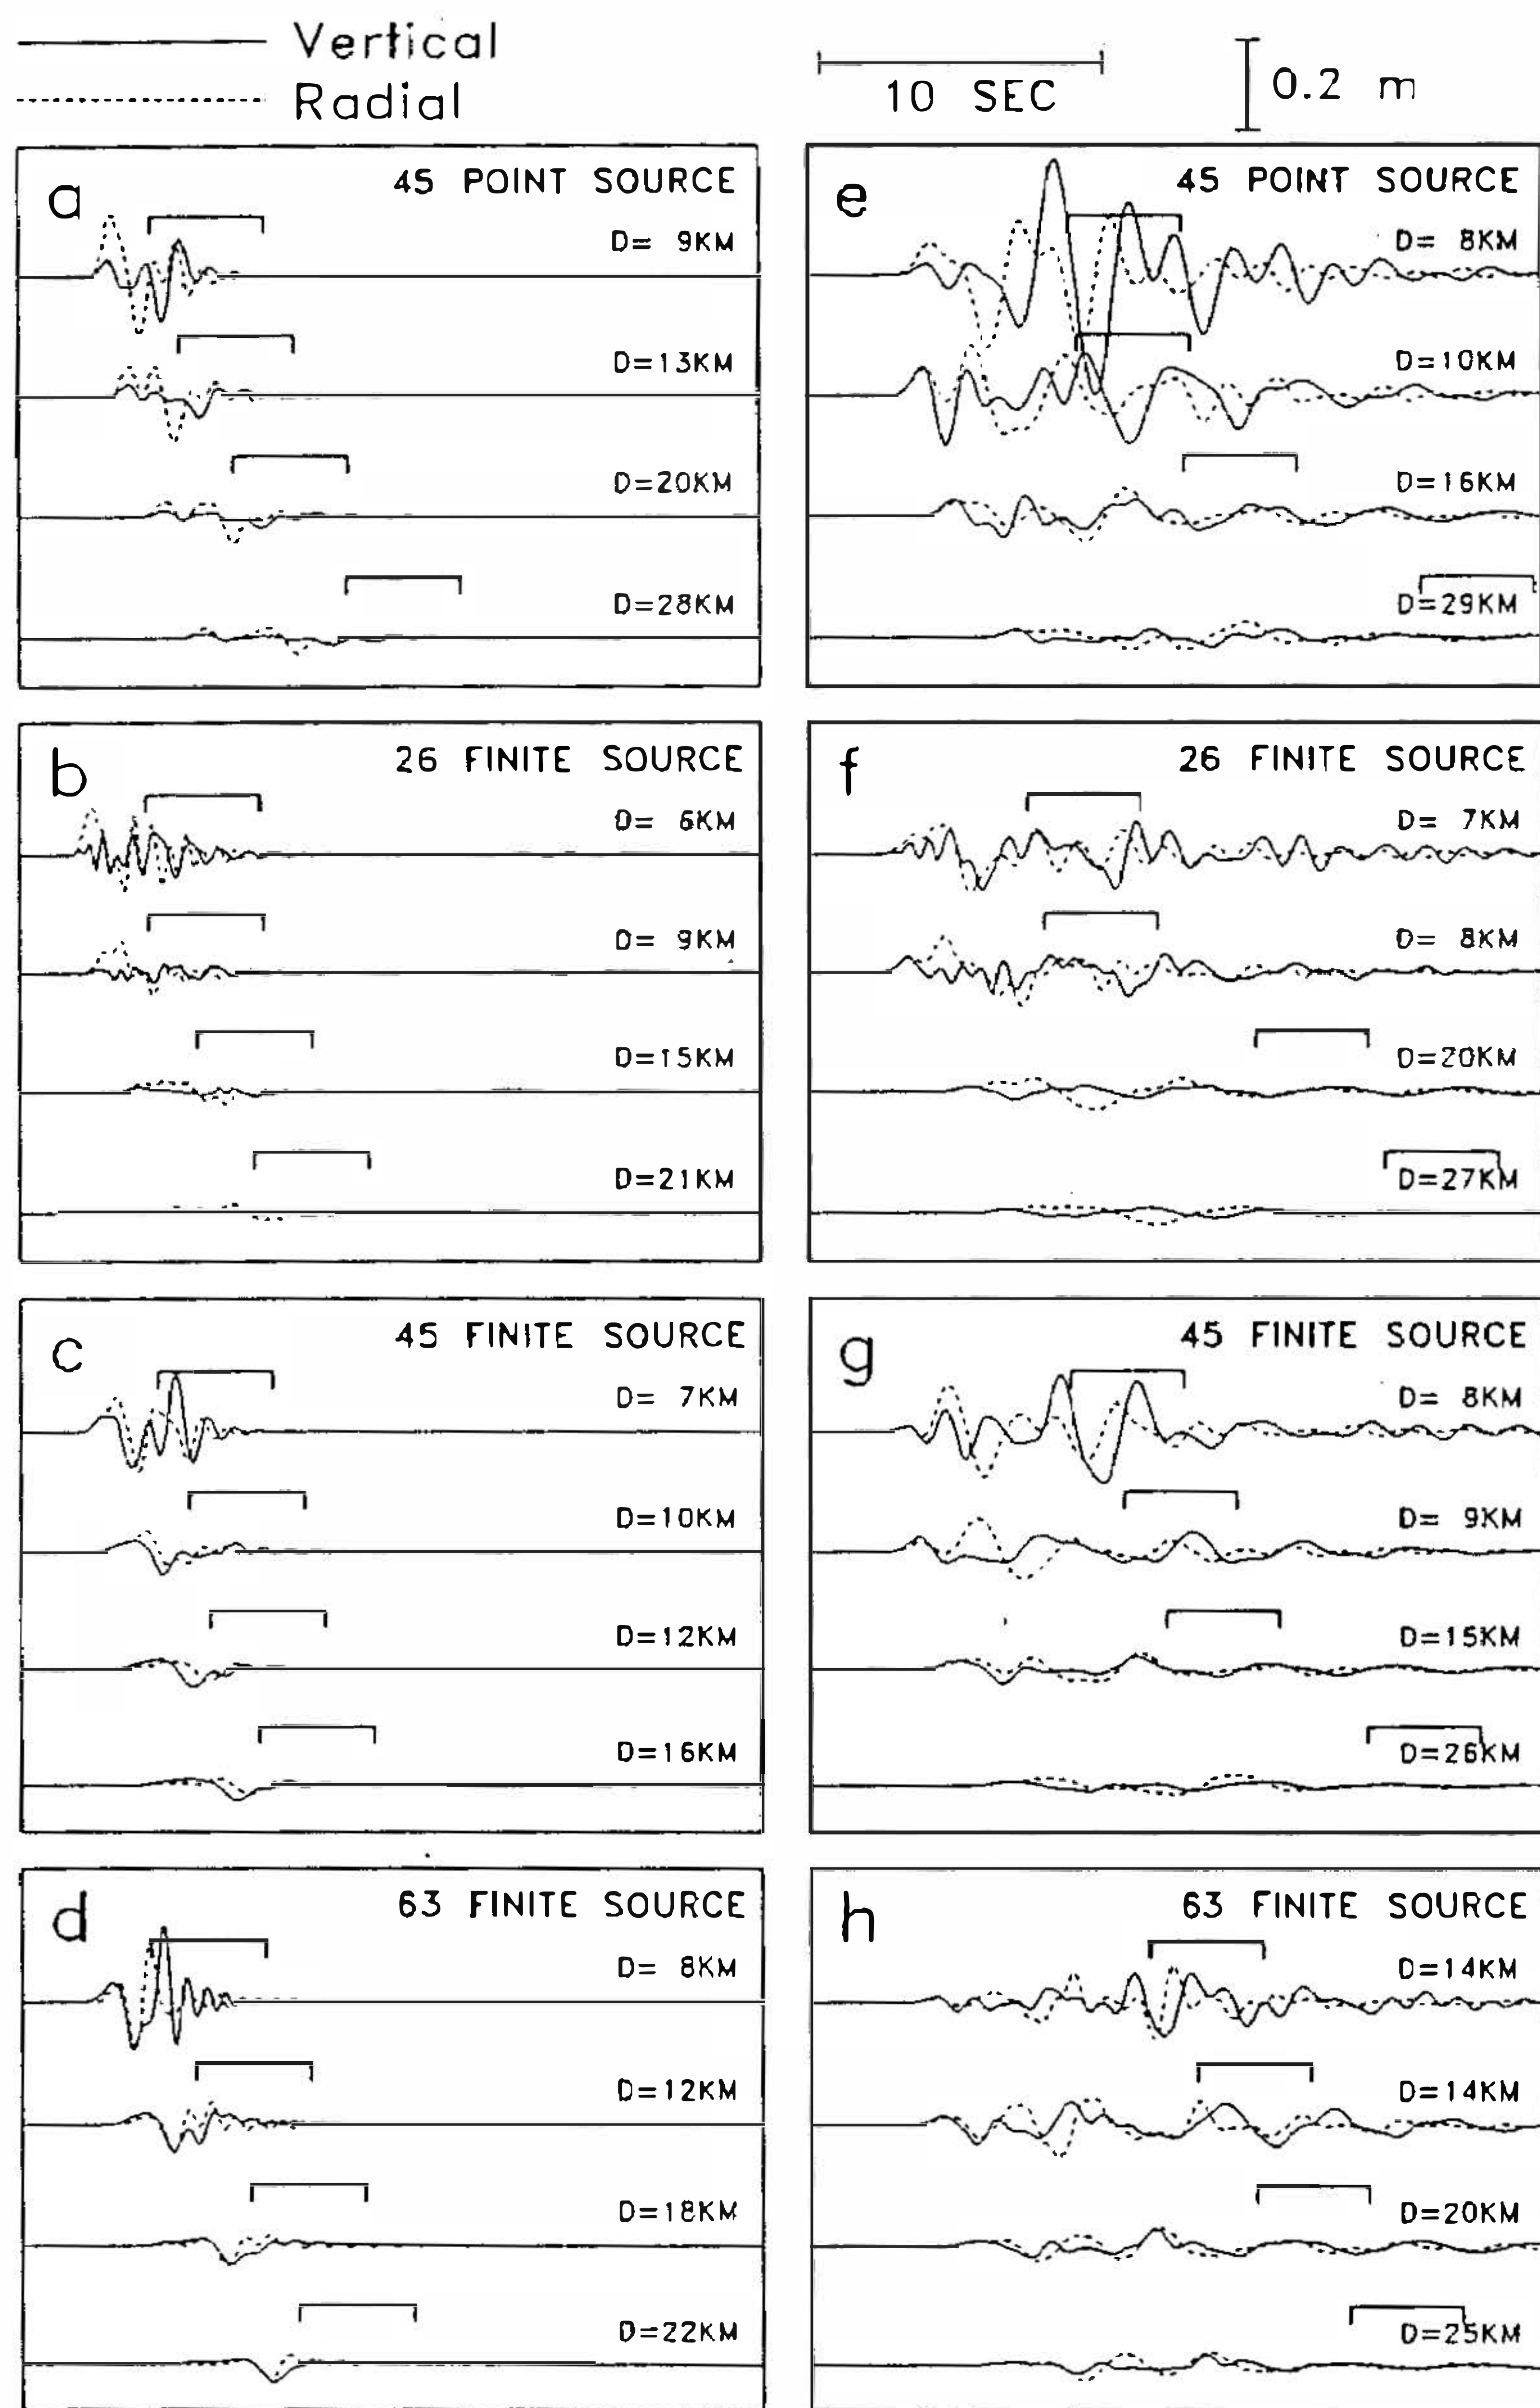 Vertical
Radial
10 SEC
0.2 m
a
45 POINT SOURCE
D= 9KM
D=13KM
D=20KM
D=28KM
e
45 POINT SOURCE
D= 8KM
D=10KM
D=16KM
D=29KM
b
26 FINITE SOURCE
D= 6KM
D= 9KM
D=15KM
D=21KM
f
26 FINITE SOURCE
D= 7KM
D= 8KM
D=20KM
D=27KM
c
45 FINITE SOURCE
D= 7KM
D=10KM
D=12KM
D=16KM
g
45 FINITE SOURCE
D= 8KM
D= 9KM
D=15KM
D=26KM
d
63 FINITE SOURCE
D= 8KM
D=12KM
D=18KM
D=22KM
h
63 FINITE SOURCE
D=14KM
D=14KM
D=20KM
D=25KM